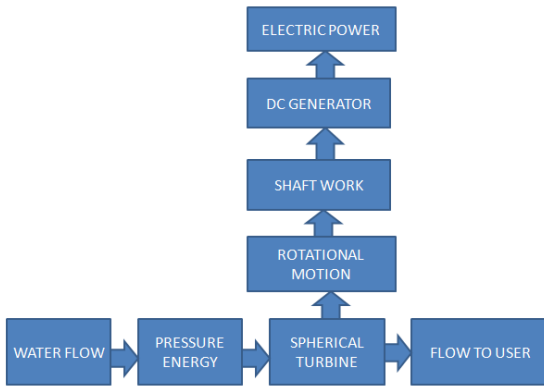 ELECTRIC POWER
DC GENERATOR
SHAFT WORK
ROTATIONAL
MOTION
WATER FLOW
PRESSURE
ENERGY
SPHERICAL
TURBINE
FLOW TO USER